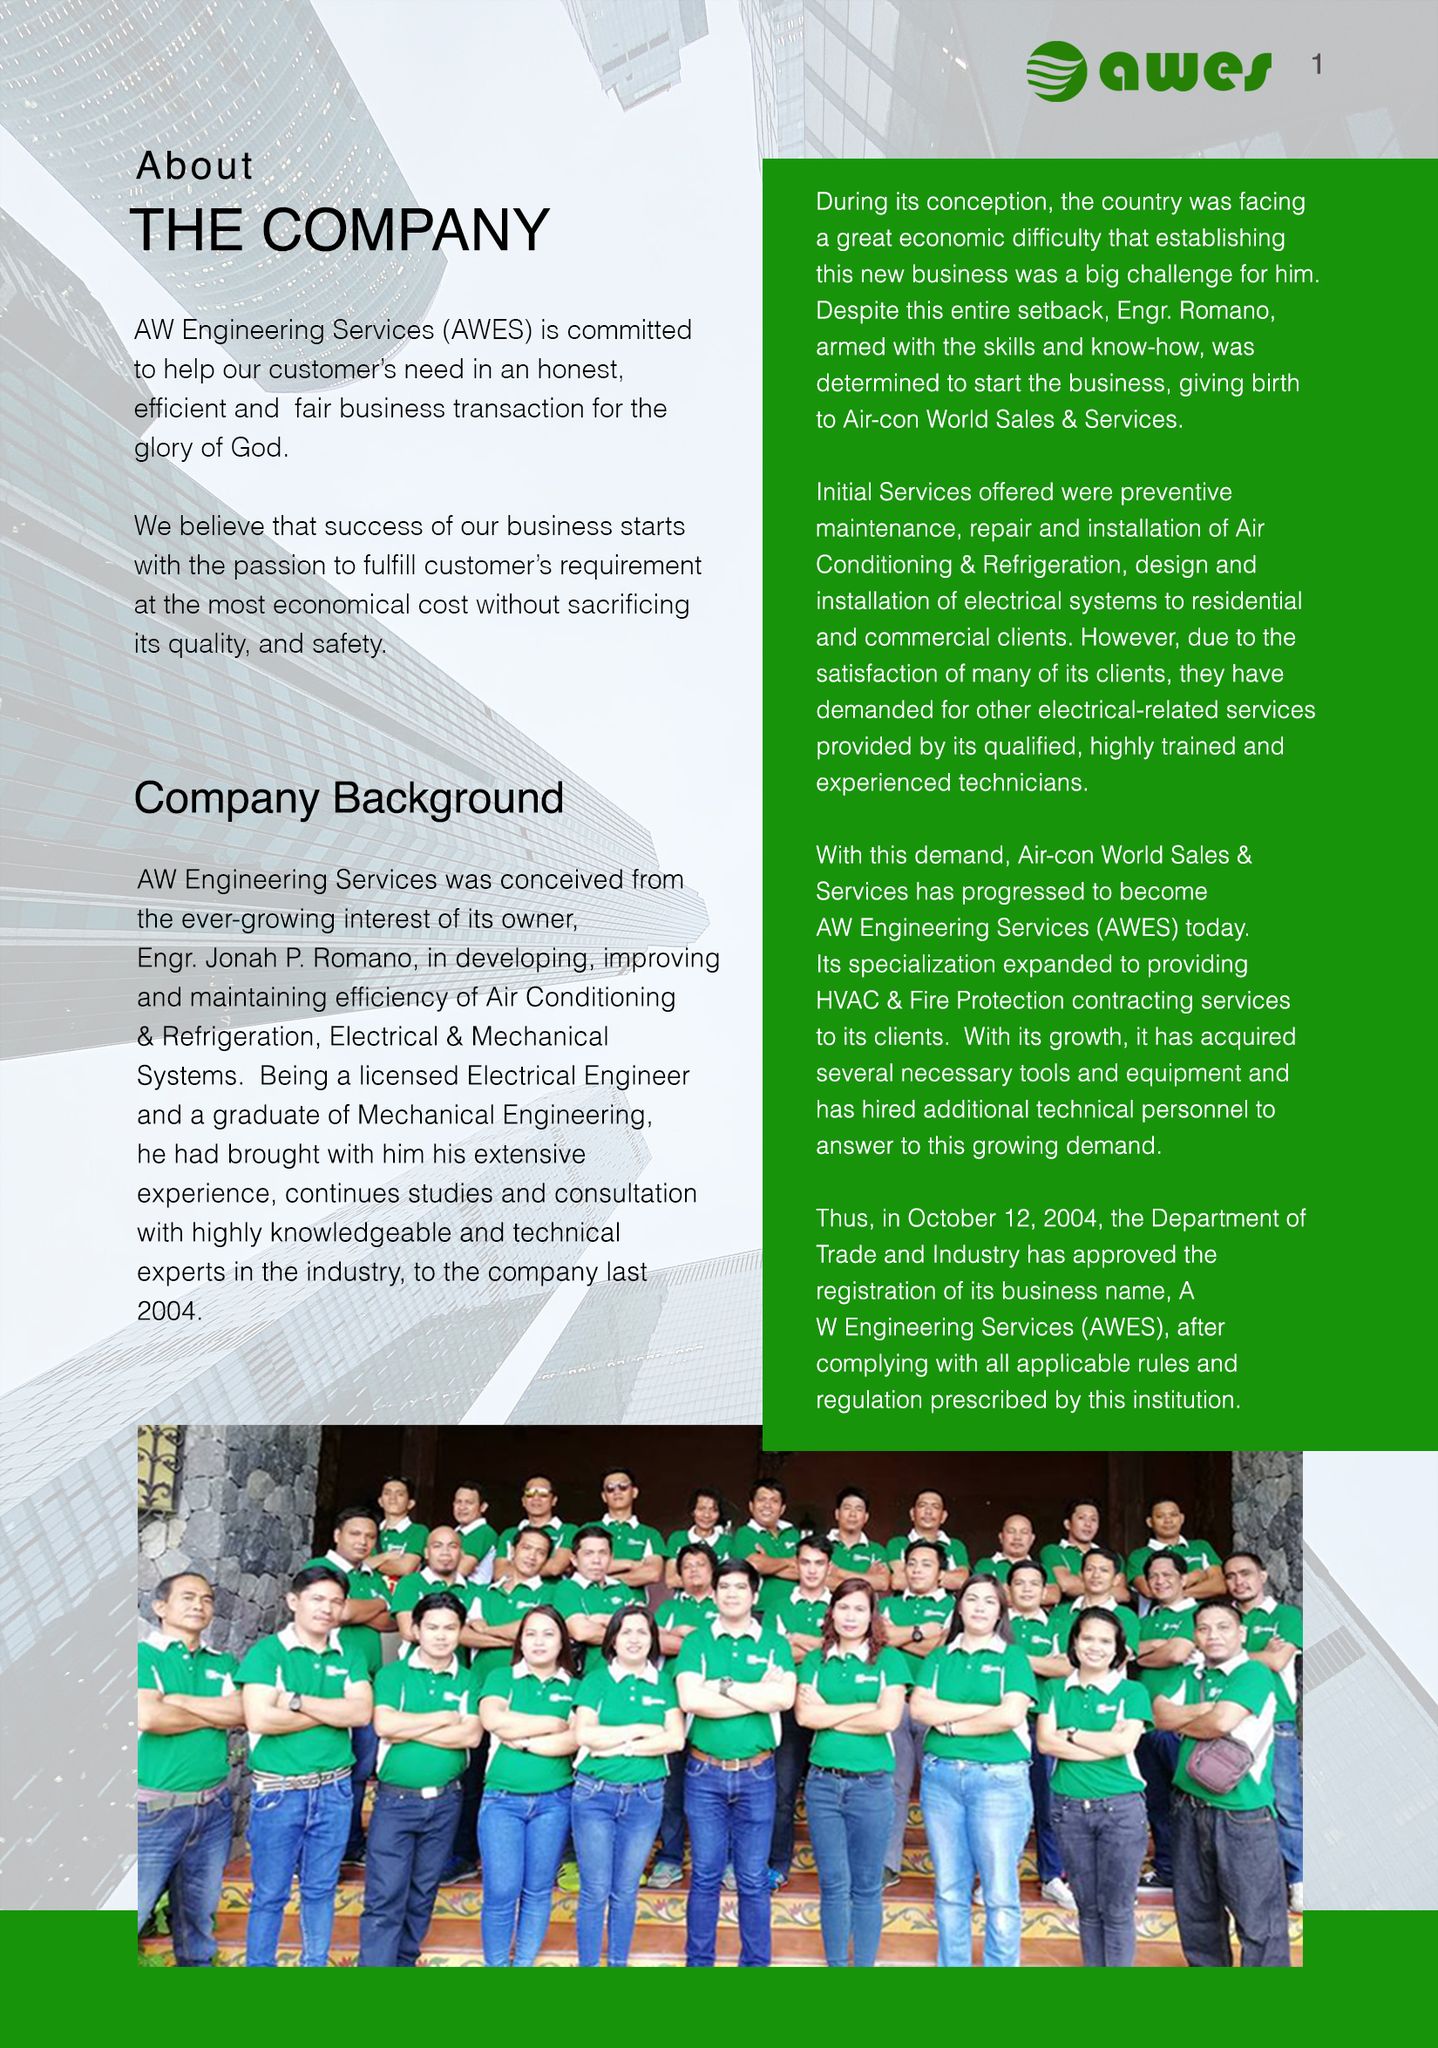 awes 1
About
THE COMPANY
AW Engineering Services (AWES) is committed
to help our customer's need in an honest,
efficient and  fair business transaction for the
glory of God.
We believe that success of our business starts
with the passion to fulfill customer's requirement
at the most economical cost without sacrificing
its quality, and safety.
Company Background
AW Engineering Services was conceived from
the ever-growing interest of its owner,
Engr. Jonah P. Romano, in developing, improving
and maintaining efficiency of Air Conditioning
& Refrigeration, Electrical & Mechanical
Systems.  Being a licensed Electrical Engineer
and a graduate of Mechanical Engineering,
he had brought with him his extensive
experience, continues studies and consultation
with highly knowledgeable and technical
experts in the industry, to the company last
2004.
During its conception, the country was facing
a great economic difficulty that establishing
this new business was a big challenge for him.
Despite this entire setback, Engr. Romano,
armed with the skills and know-how, was
determined to start the business, giving birth
to Air-con World Sales & Services.
Initial Services offered were preventive
maintenance, repair and installation of Air
Conditioning & Refrigeration, design and
installation of electrical systems to residential
and commercial clients. However, due to the
satisfaction of many of its clients, they have
demanded for other electrical-related services
provided by its qualified, highly trained and
experienced technicians.
With this demand, Air-con World Sales &
Services has progressed to become
AW Engineering Services (AWES) today.
Its specialization expanded to providing
HVAC & Fire Protection contracting services
to its clients.  With its growth, it has acquired
several necessary tools and equipment and
has hired additional technical personnel to
answer to this growing demand.
Thus, in October 12, 2004, the Department of
Trade and Industry has approved the
registration of its business name, A
W Engineering Services (AWES), after
complying with all applicable rules and
regulation prescribed by this institution.